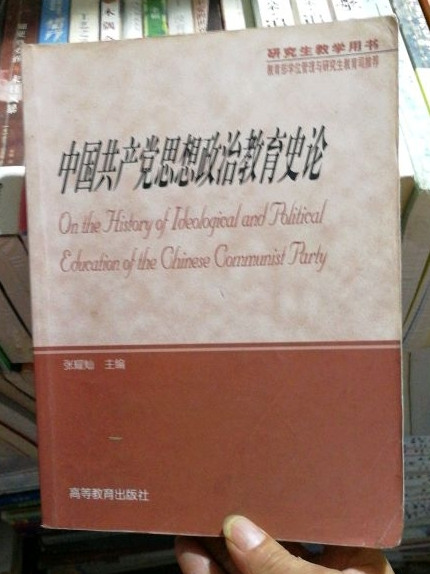 研究生教学用书
教育部学位管理与研究生教育司推荐
中国共产党思想政治教育史论
On the History of Ideological and Political
Education of the Chinese Communist Party
张耀灿 主编
高等教育出版社